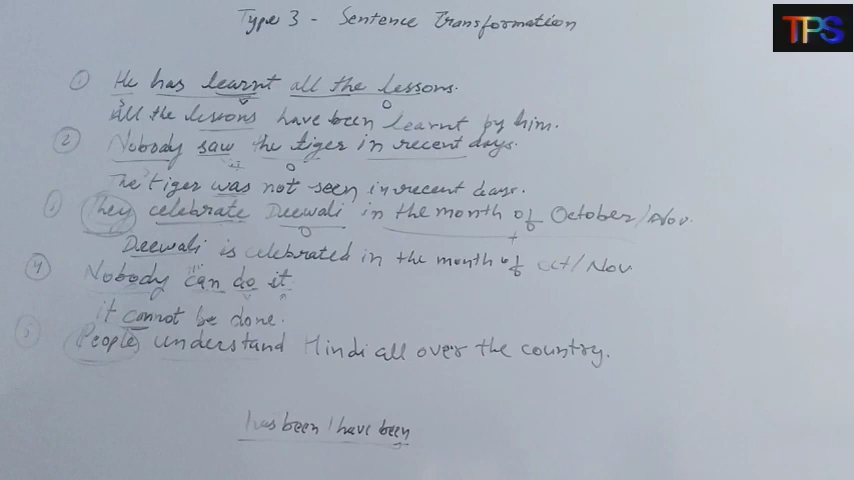 Type 3 - Sentence Transformation
TPS
① He has learnt all the lessons.
All the lessons have been learnt by him.
② Nobody saw the tiger in recent days.
The tiger was not seen in recent days.
They celebrate Deewali in the month of October/Nov.
Deewali is celebrated in the month of oct/Nov
④ Nobody can do it.
it cannot be done.
⑤ People understand Hindi all over the country.
has been / have been